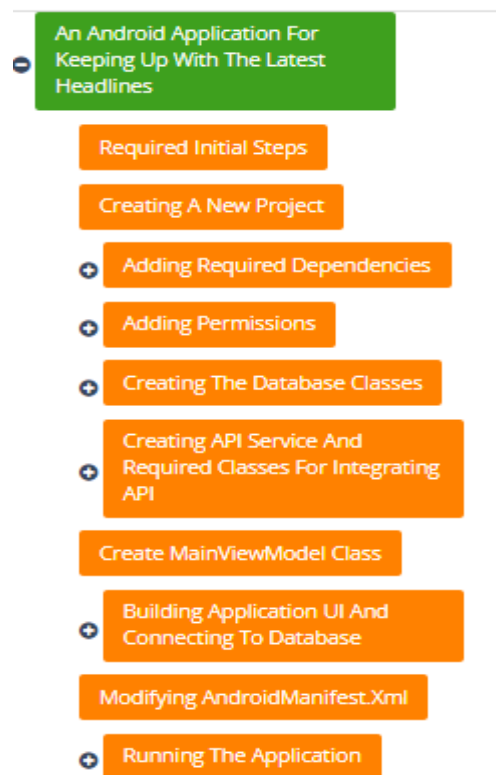 An Android Application For
Keeping Up With The Latest
Headlines
Required Initial Steps
Creating A New Project
Adding Required Dependencies
Adding Permissions
Creating The Database Classes
Creating API Service And
Required Classes For Integrating
API
Create MainViewModel Class
Building Application UI And
Connecting To Database
Modifying AndroidManifest.Xml
Running The Application